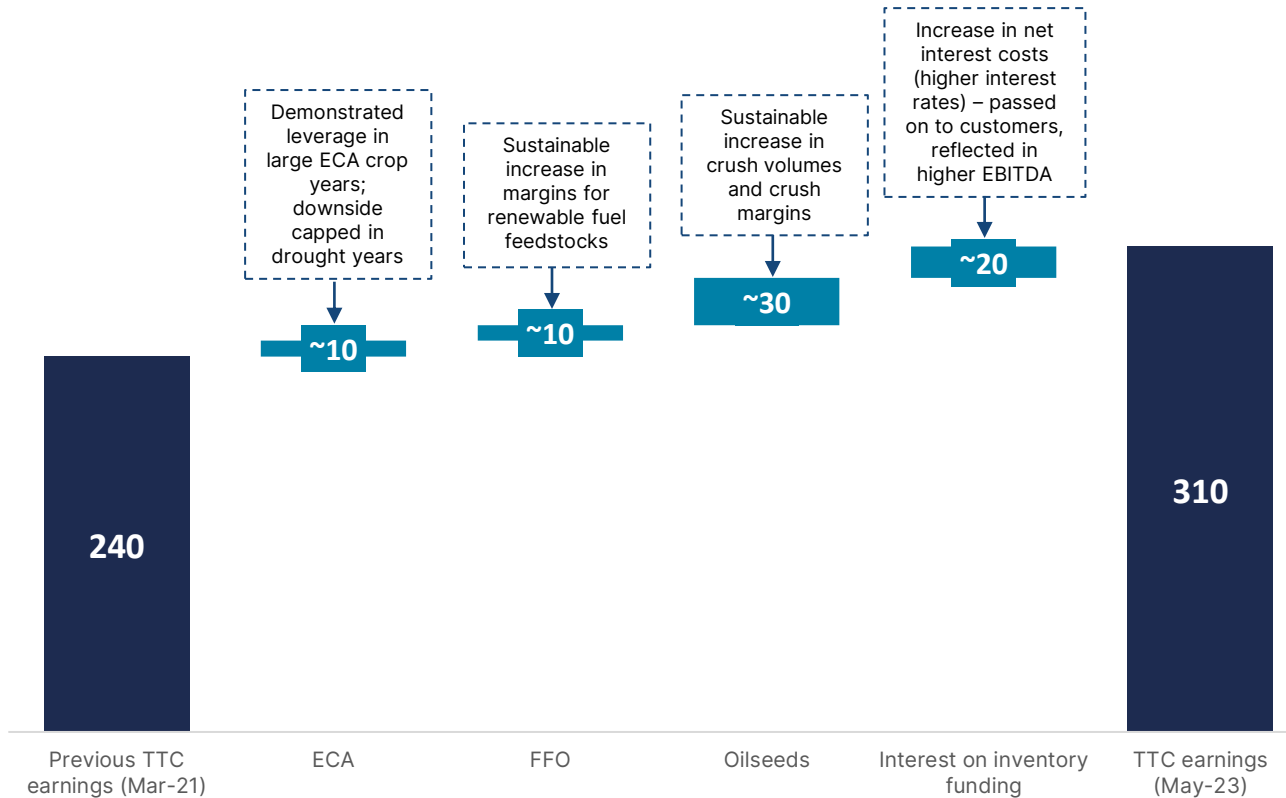 Demonstrated
leverage in
large ECA crop
years;
downside
capped in
drought years
Sustainable
increase in
margins for
renewable fuel
feedstocks
Sustainable
increase in
crush volumes
and crush
margins
Increase in net
interest costs
(higher interest
rates) – passed
on to customers,
reflected in
higher EBITDA
240
~10
~10
~30
~20
310
Previous TTC
earnings (Mar-21)
ECA
FFO
Oilseeds
Interest on inventory
funding
TTC earnings
(May-23)